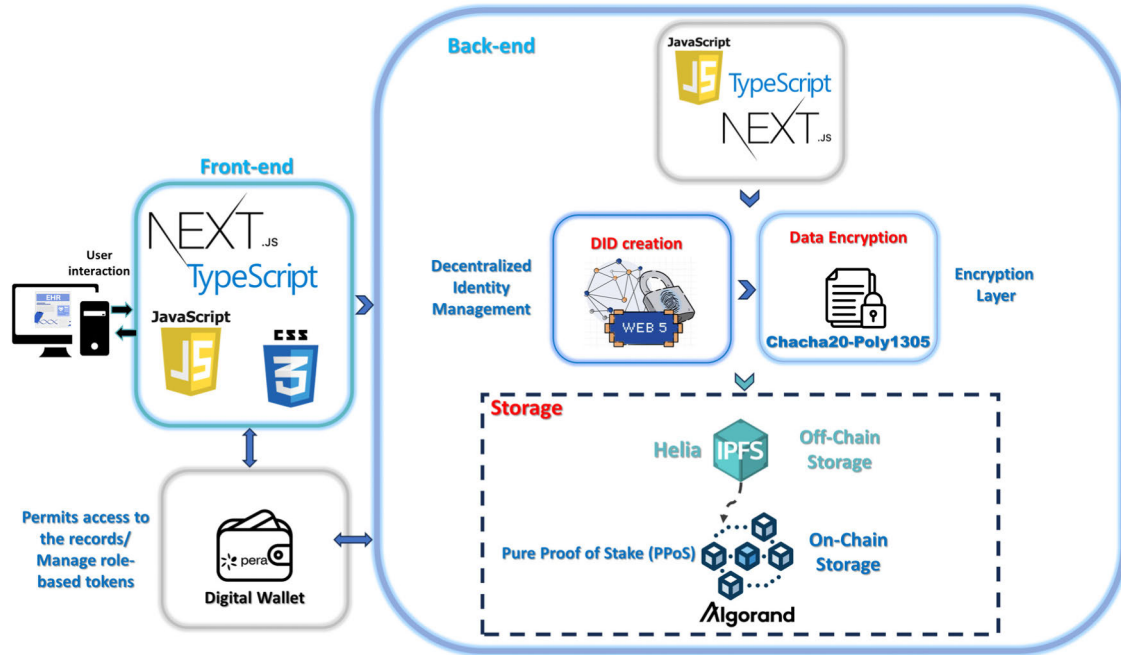 Back-end
JavaScript
JS
TypeScript
NEXT
.JS
Front-end
NEXT
.JS
TypeScript
JavaScript
JS
CSS
3
User
interaction
EHR
DID creation
WEB 5
Decentralized
Identity
Management
Data Encryption
Chacha20-Poly1305
Encryption
Layer
Storage
Helia
IPFS
Off-Chain
Storage
Pure Proof of Stake (PPoS)
On-Chain
Storage
Algorand
Permits access to
the records/
Manage role-
based tokens
pera
Digital Wallet